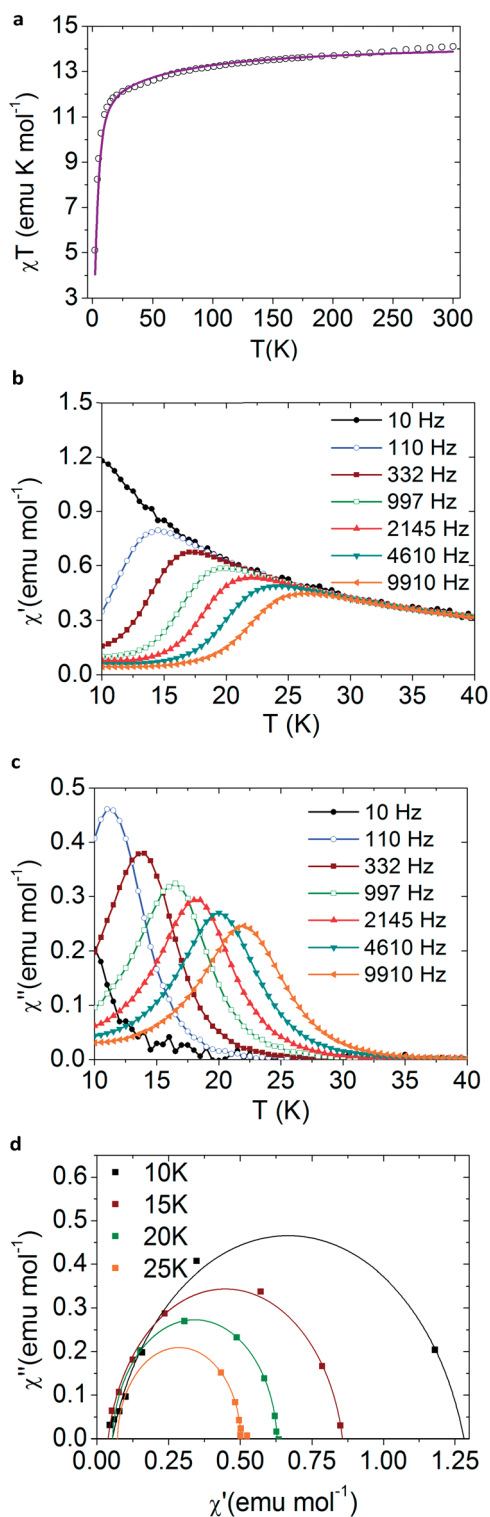 a
15
13
11
9
7
5
3
χT (emu K mol⁻¹)
0 50 100 150 200 250 300
T(K)
b
1.5
1.2
0.9
0.6
0.3
0.0
χ'(emu mol⁻¹)
10 Hz
110 Hz
332 Hz
997 Hz
2145 Hz
4610 Hz
9910 Hz
10 15 20 25 30 35 40
T (K)
c
0.5
0.4
0.3
0.2
0.1
0.0
χ''(emu mol⁻¹)
10 Hz
110 Hz
332 Hz
997 Hz
2145 Hz
4610 Hz
9910 Hz
10 15 20 25 30 35 40
T (K)
d
0.6
0.5
0.4
0.3
0.2
0.1
0.0
χ''(emu mol⁻¹)
10K
15K
20K
25K
0.00 0.25 0.50 0.75 1.00 1.25
χ'(emu mol⁻¹)